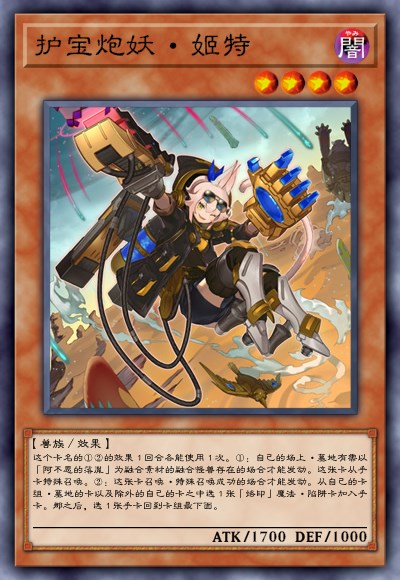 护宝炮妖·姬特
やみ
闇
【兽族／效果】
这个卡名的①②的效果1回合各能使用1次。①：自己的场上·墓地有需以
「阿不思的落胤」为融合素材的融合怪兽存在的场合才能发动。这张从手卡
特殊召唤。②：这张卡召唤·特殊召唤成功的场合才能发动。从自己的卡
组·墓地的卡以及除外的自己的卡之中选1张「烙印」魔法·陷阱卡加入手
卡。那之后，选1张手卡回到卡组最下面。
ATK/1700 DEF/1000